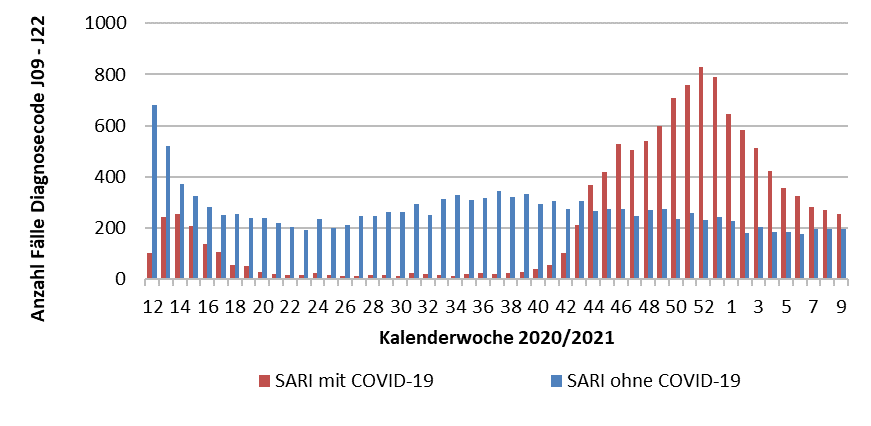 Anzahl Fälle Diagnosecode J09 - J22
1000
800
600
400
200
0
12 14 16 18 20 22 24 26 28 30 32 34 36 38 40 42 44 46 48 50 52 1 3 5 7 9
Kalenderwoche 2020/2021
SARI mit COVID-19 SARI ohne COVID-19